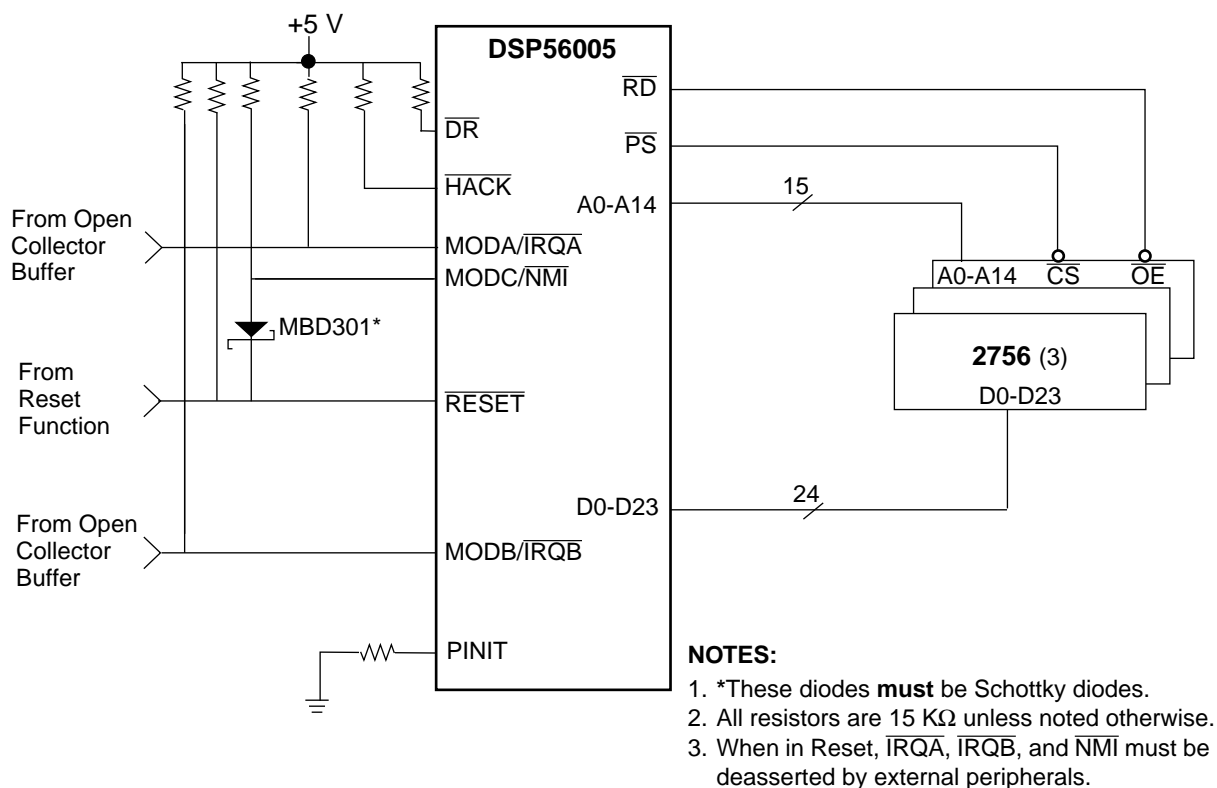 +5 V
DSP56005
RD
DR
PS
HACK
15
A0-A14
From Open
Collector
Buffer
MODA/IRQA
MODC/NMI
A0-A14 CS OE
MBD301*
2756 (3)
D0-D23
From
Reset
Function
RESET
24
D0-D23
From Open
Collector
Buffer
MODB/IRQB
PINIT
NOTES:
1. *These diodes must be Schottky diodes.
2. All resistors are 15 KΩ unless noted otherwise.
3. When in Reset, IRQA, IRQB, and NMI must be
deasserted by external peripherals.